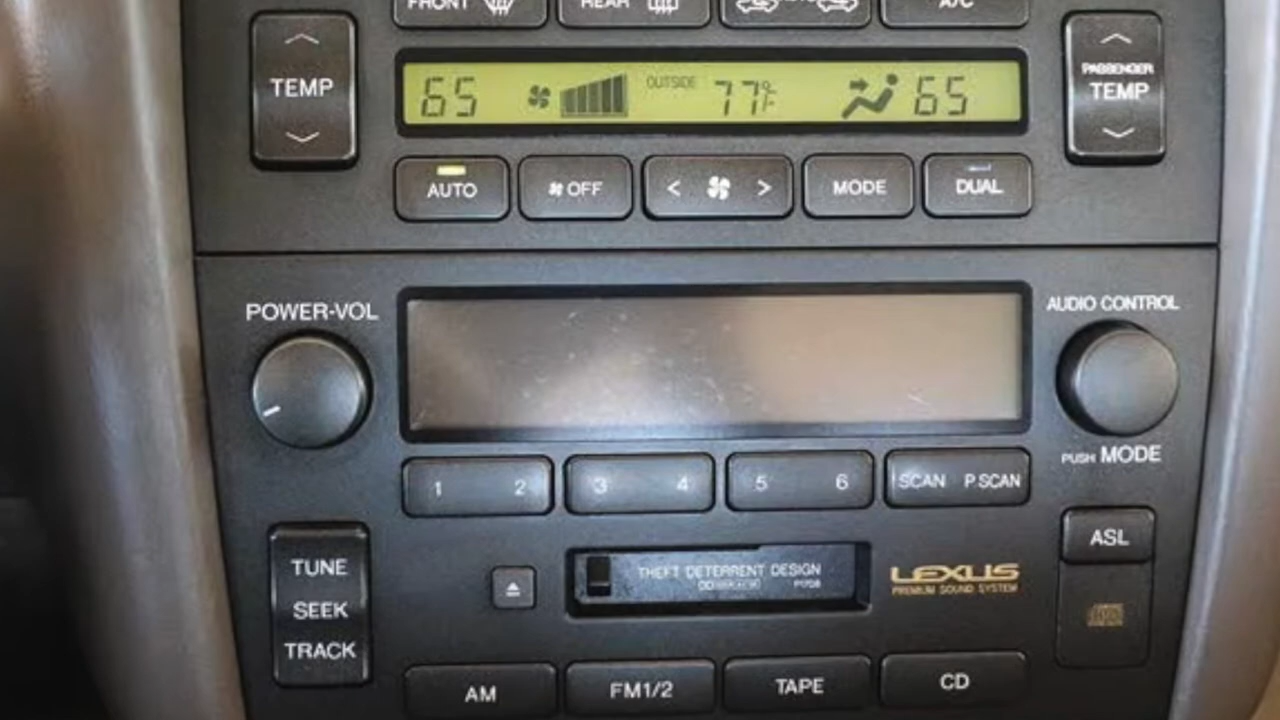 FRONT REAR AUTO A/C
TEMP
65 OUTSIDE 77°F 65
PASSENGER
TEMP
AUTO OFF < > MODE DUAL
POWER-VOL
AUDIO CONTROL
PUSH MODE
1 2 3 4 5 6 SCAN P SCAN
TUNE
SEEK
TRACK
THEFT DETERRENT DESIGN
LEXUS
PREMIUM SOUND SYSTEM
ASL
AM FM1/2 TAPE CD